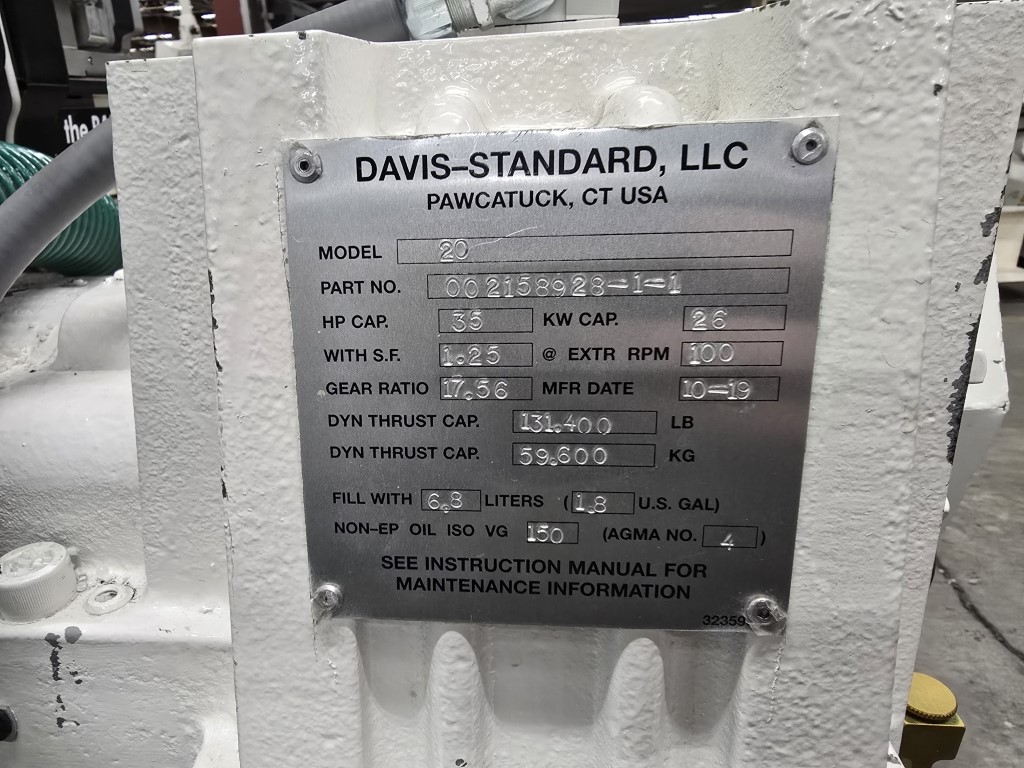 the
DAVIS–STANDARD, LLC
PAWCATUCK, CT USA
MODEL 20
PART NO. 002158928-1-1
HP CAP. 35 KW CAP. 26
WITH S.F. 1.25 @ EXTR RPM 100
GEAR RATIO 17.56 MFR DATE 10-19
DYN THRUST CAP. 131.400 LB
DYN THRUST CAP. 59.600 KG
FILL WITH 6.8 LITERS (1.8 U.S. GAL)
NON–EP OIL ISO VG 150 (AGMA NO. 4)
SEE INSTRUCTION MANUAL FOR
MAINTENANCE INFORMATION